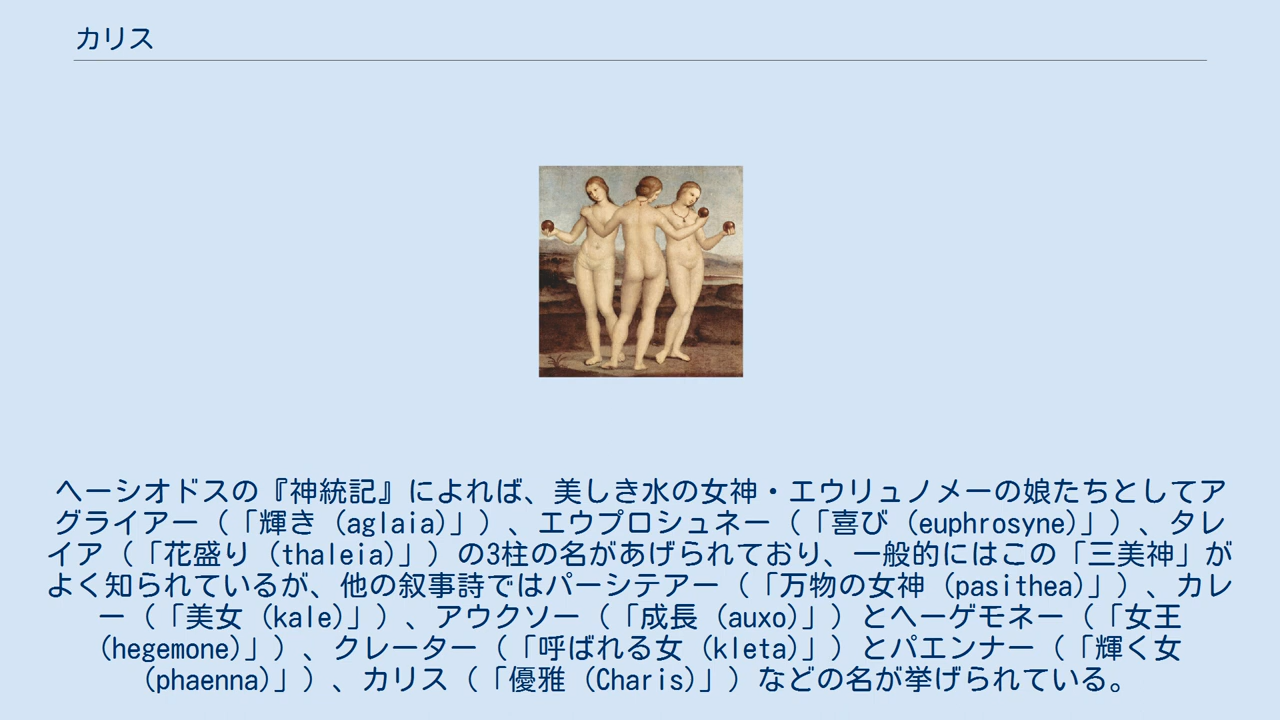 カリス
ヘーシオドスの『神統記』によれば、美しき水の女神・エウリュノメーの娘たちとしてア
グライアー（「輝き（aglaia)」）、エウプロシュネー（「喜び（euphrosyne)」）、タレ
イア（「花盛り（thaleia)」）の3柱の名があげられており、一般的にはこの「三美神」が
よく知られているが、他の叙事詩ではパーシテアー（「万物の女神（pasithea)」）、カレ
ー（「美女（kale)」）、アウクソー（「成長（auxo)」）とヘーゲモネー（「女王
（hegemone)」）、クレーター（「呼ばれる女（kleta)」）とパエンナー（「輝く女
（phaenna)」）、カリス（「優雅（Charis)」）などの名が挙げられている。